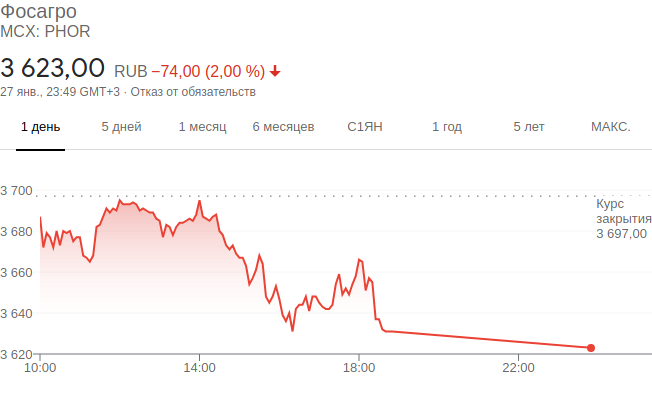 Фосагро
MCX: PHOR
3 623,00 RUB −74,00 (2,00 %)
27 янв., 23:49 GMT+3 · Отказ от обязательств
1 день 5 дней 1 месяц 6 месяцев С1ЯН 1 год 5 лет МАКС.
3 700
Курс
закрытия
3 697,00
3 680
3 660
3 640
3 620
10:00 14:00 18:00 22:00